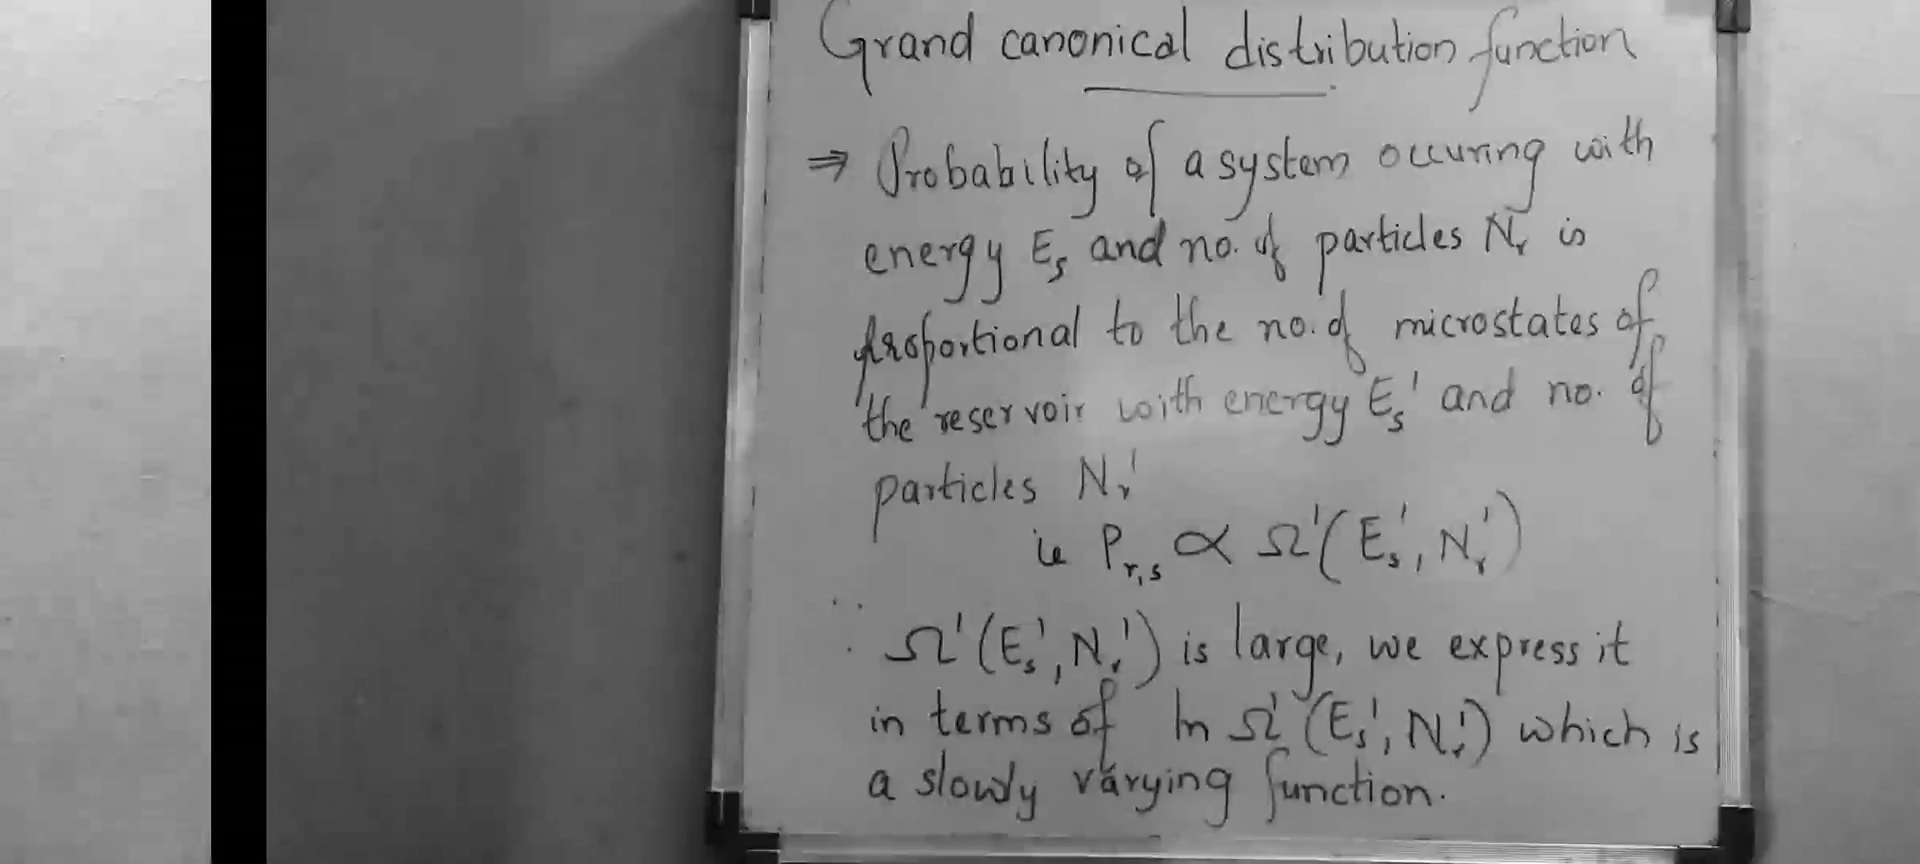 Grand canonical distribution function
⇒ Probability of a system occuring with
energy Es and no. of particles Nr is
proportional to the no. of microstates of
the reservoir with energy Es' and no. of
particles Nr'
ie Pr,s ∝ Ω'(Es', Nr')
∵ Ω'(Es', Nr') is large, we express it
in terms of ln Ω'(Es', Nr') which is
a slowly varying function.